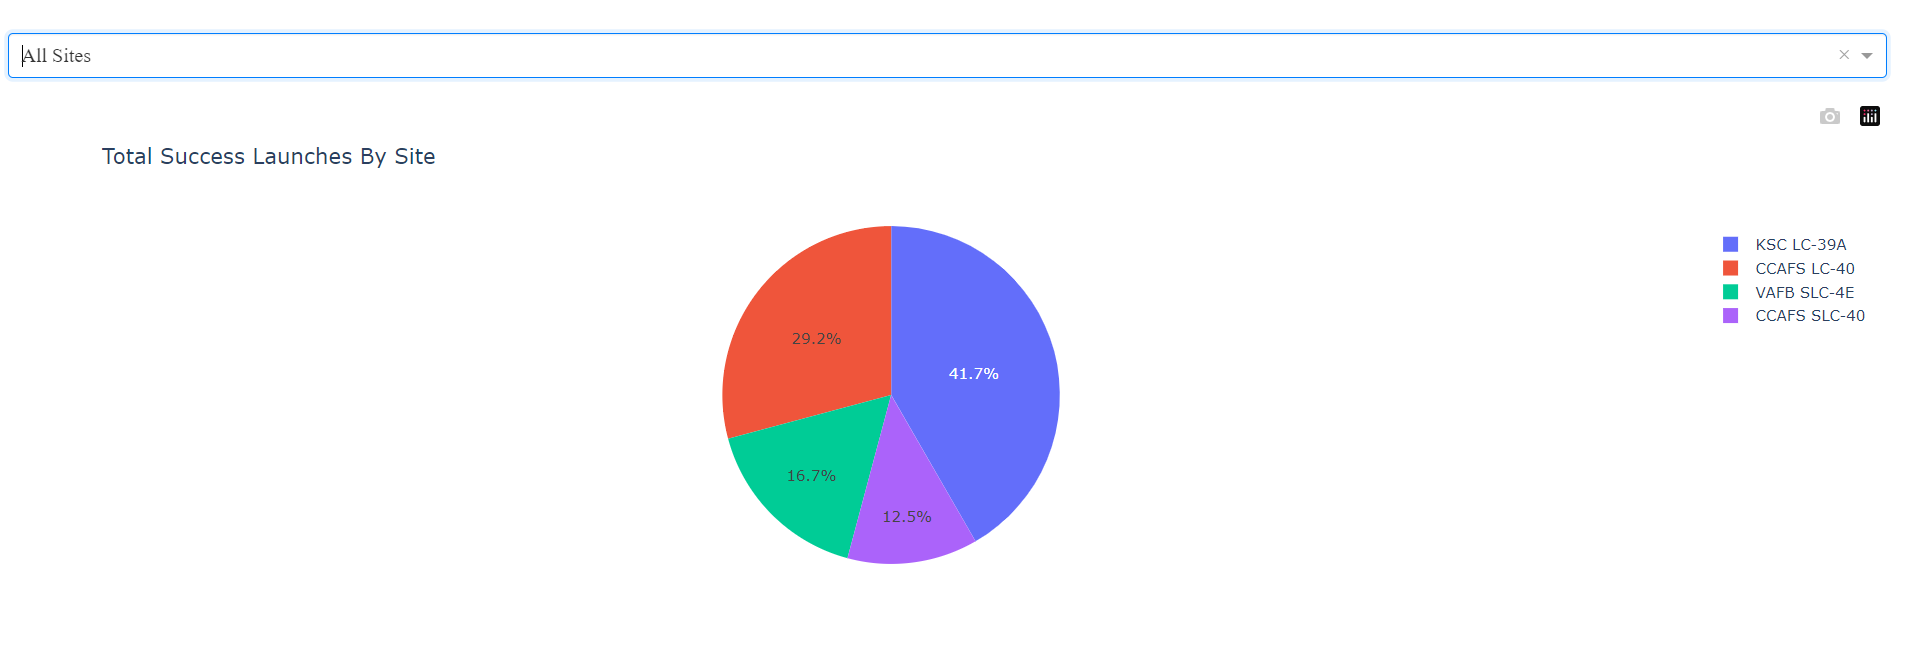 All Sites
Total Success Launches By Site
KSC LC-39A
CCAFS LC-40
VAFB SLC-4E
CCAFS SLC-40
29.2%
41.7%
16.7%
12.5%